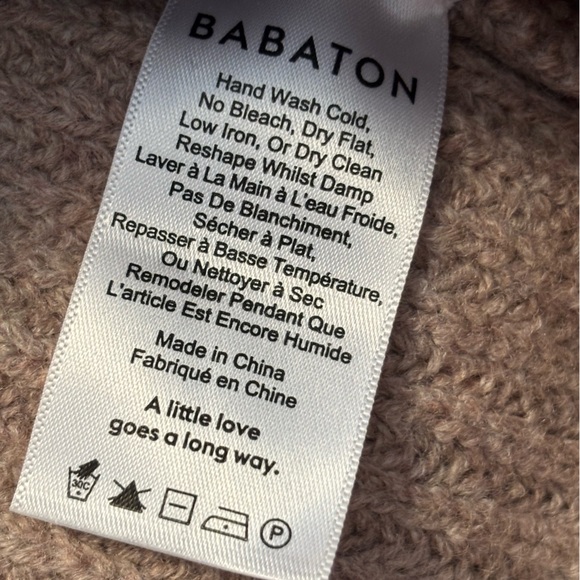 BABATON
Hand Wash Cold,
No Bleach, Dry Flat,
Low Iron, Or Dry Clean
Reshape Whilst Damp
Laver à La Main à L'eau Froide,
Pas De Blanchiment,
Sécher à Plat,
Repasser à Basse Température,
Ou Nettoyer à Sec
Remodeler Pendant Que
L'article Est Encore Humide
Made in China
Fabriqué en Chine
A little love
goes a long way.
30C P